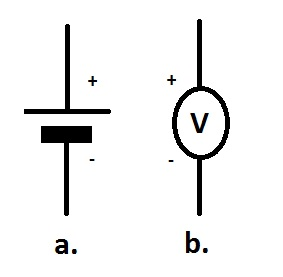 + +
V
- -
a. b.